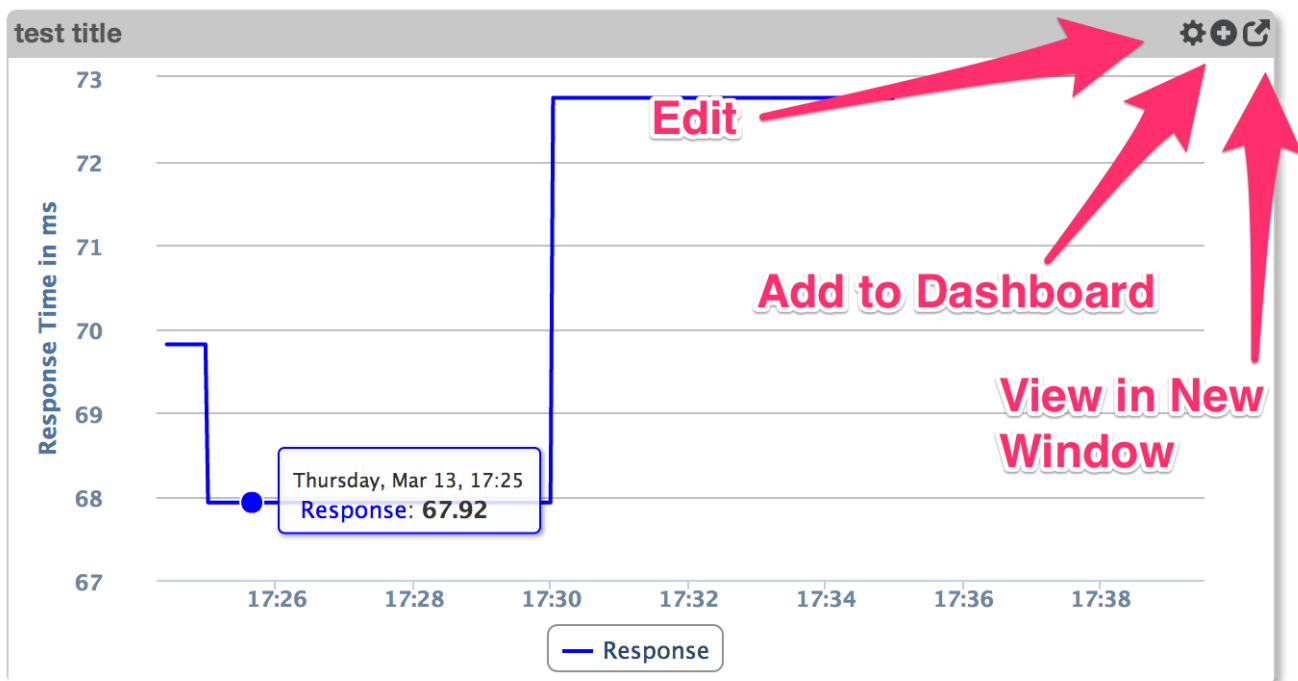 test title
73
Edit
72
71
Add to Dashboard
70
Response Time in ms
69
View in New
Window
Thursday, Mar 13, 17:25
Response: 67.92
68
67
17:26 17:28 17:30 17:32 17:34 17:36 17:38
Response